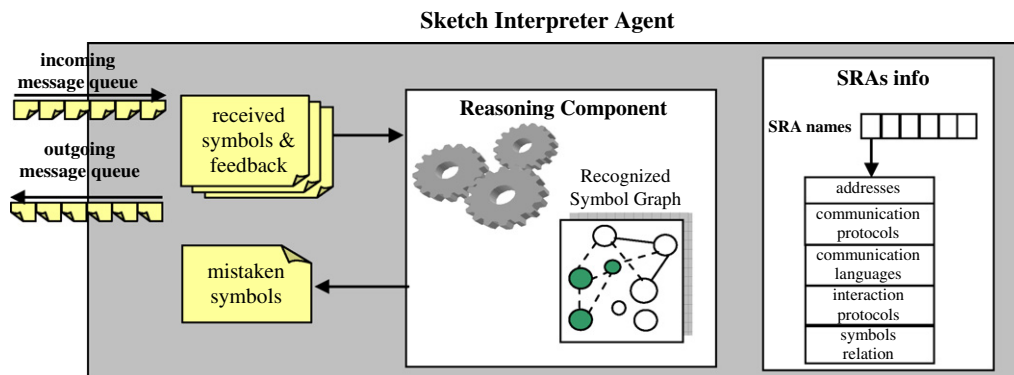 Sketch Interpreter Agent
incoming
message queue
outgoing
message queue
received
symbols &
feedback
mistaken
symbols
Reasoning Component
Recognized
Symbol Graph
SRAs info
SRA names
addresses
communication
protocols
communication
languages
interaction
protocols
symbols
relation